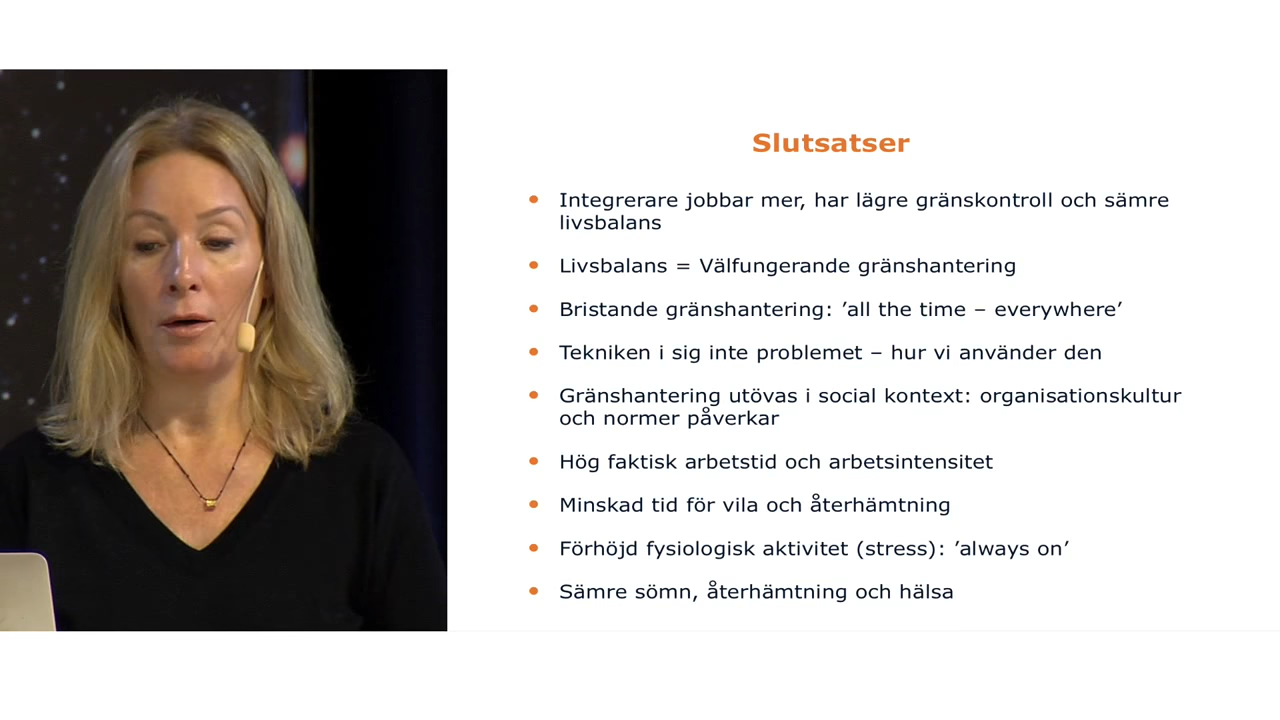 Slutsatser
• Integrerare jobbar mer, har lägre gränskontroll och sämre
livsbalans
• Livsbalans = Välfungerande gränshantering
• Bristande gränshantering: ’all the time – everywhere’
• Tekniken i sig inte problemet – hur vi använder den
• Gränshantering utövas i social kontext: organisationskultur
och normer påverkar
• Hög faktisk arbetstid och arbetsintensitet
• Minskad tid för vila och återhämtning
• Förhöjd fysiologisk aktivitet (stress): ’always on’
• Sämre sömn, återhämtning och hälsa